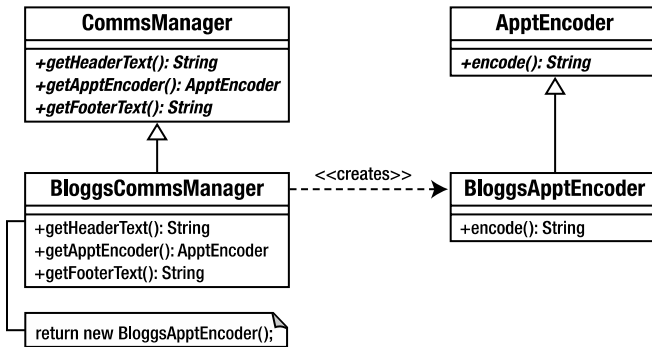 CommsManager
+getHeaderText(): String
+getApptEncoder(): ApptEncoder
+getFooterText(): String
ApptEncoder
+encode(): String
BloggsCommsManager
+getHeaderText(): String
+getApptEncoder(): ApptEncoder
+getFooterText(): String
<<creates>>
BloggsApptEncoder
+encode(): String
return new BloggsApptEncoder();